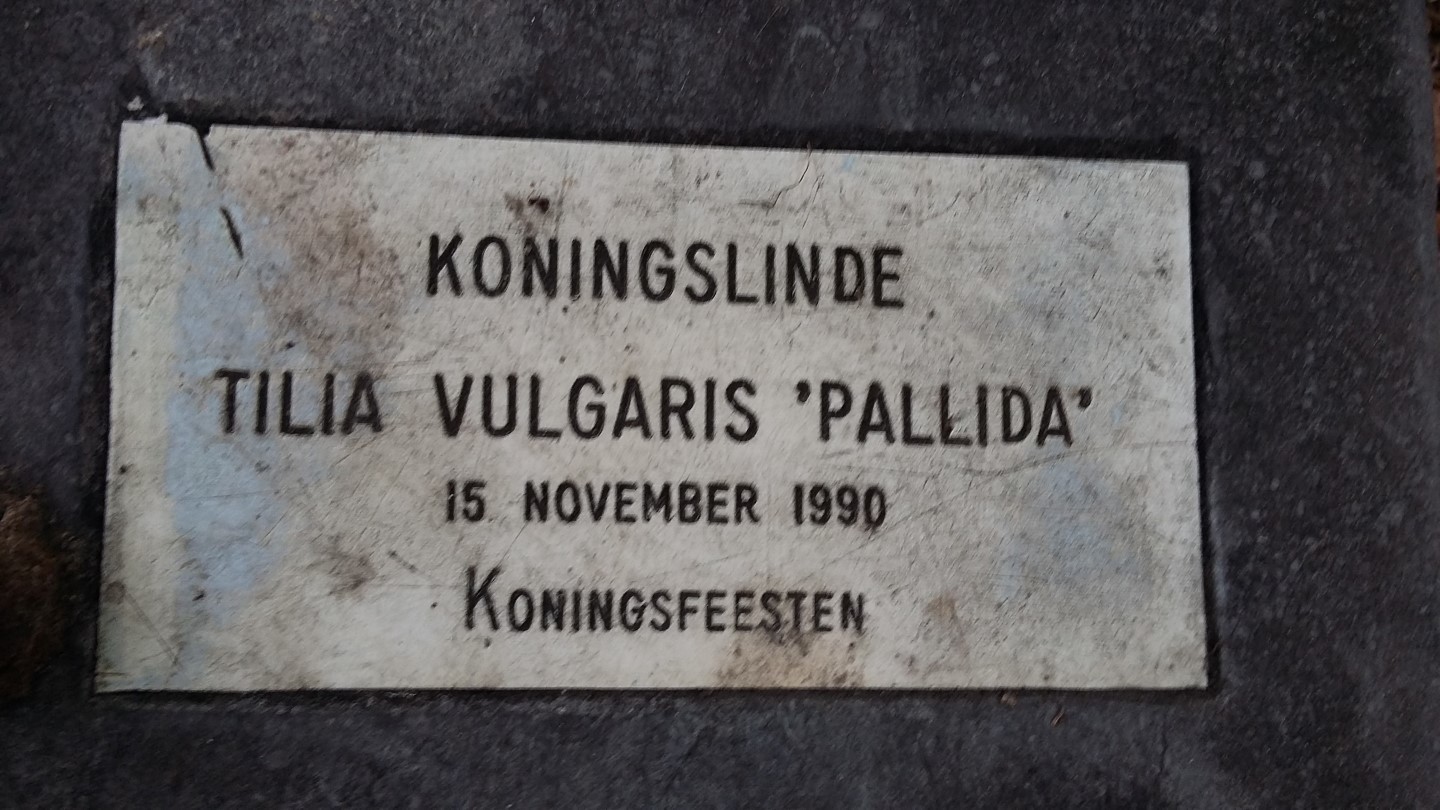 KONINGSLINDE
TILIA VULGARIS 'PALLIDA'
15 NOVEMBER 1990
KONINGSFEESTEN